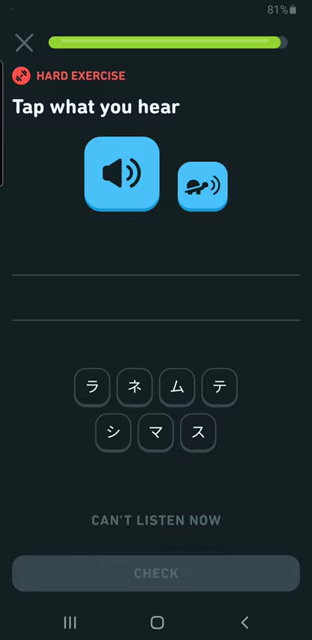 81%
HARD EXERCISE
Tap what you hear
ラ ネ ム テ
シ マ ス
CAN'T LISTEN NOW
CHECK